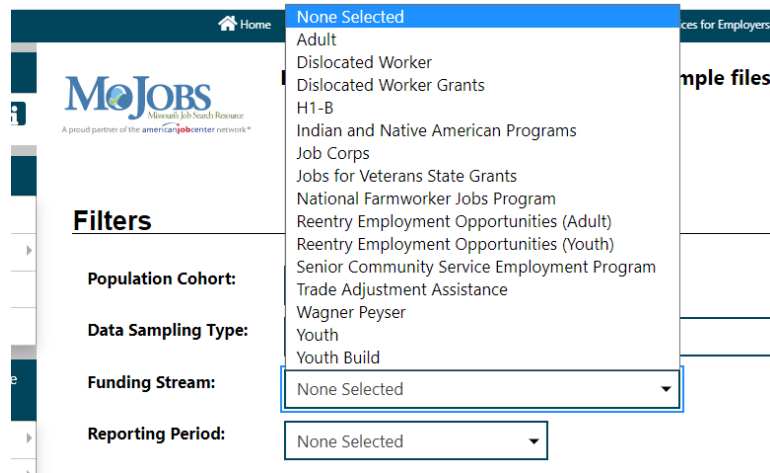 Home
ces for Employers
MoJOBS
Missouri's Job Search Resource
A proud partner of the americanjobcenter network®
mple files
None Selected
Adult
Dislocated Worker
Dislocated Worker Grants
H1-B
Indian and Native American Programs
Job Corps
Jobs for Veterans State Grants
National Farmworker Jobs Program
Reentry Employment Opportunities (Adult)
Reentry Employment Opportunities (Youth)
Senior Community Service Employment Program
Trade Adjustment Assistance
Wagner Peyser
Youth
Youth Build
Filters
Population Cohort:
Data Sampling Type:
Funding Stream: None Selected
Reporting Period: None Selected